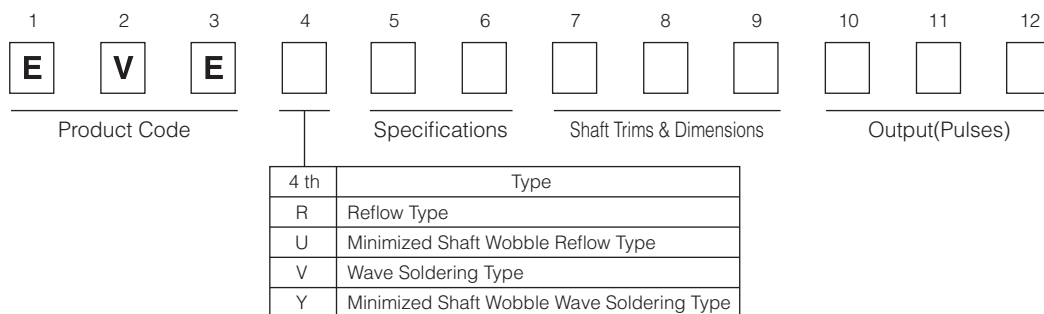 1 2 3 4 5 6 7 8 9 10 11 12
E V E
Product Code Specifications Shaft Trims & Dimensions Output(Pulses)
4 th Type
R Reflow Type
U Minimized Shaft Wobble Reflow Type
V Wave Soldering Type
Y Minimized Shaft Wobble Wave Soldering Type